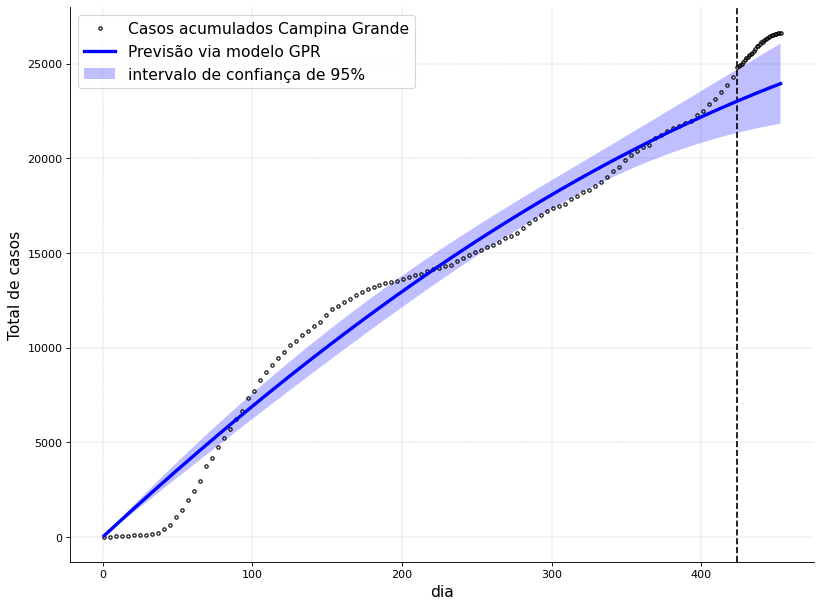 Casos acumulados Campina Grande
Previsão via modelo GPR
intervalo de confiança de 95%
25000
20000
15000
10000
5000
0
Total de casos
0 100 200 300 400
dia